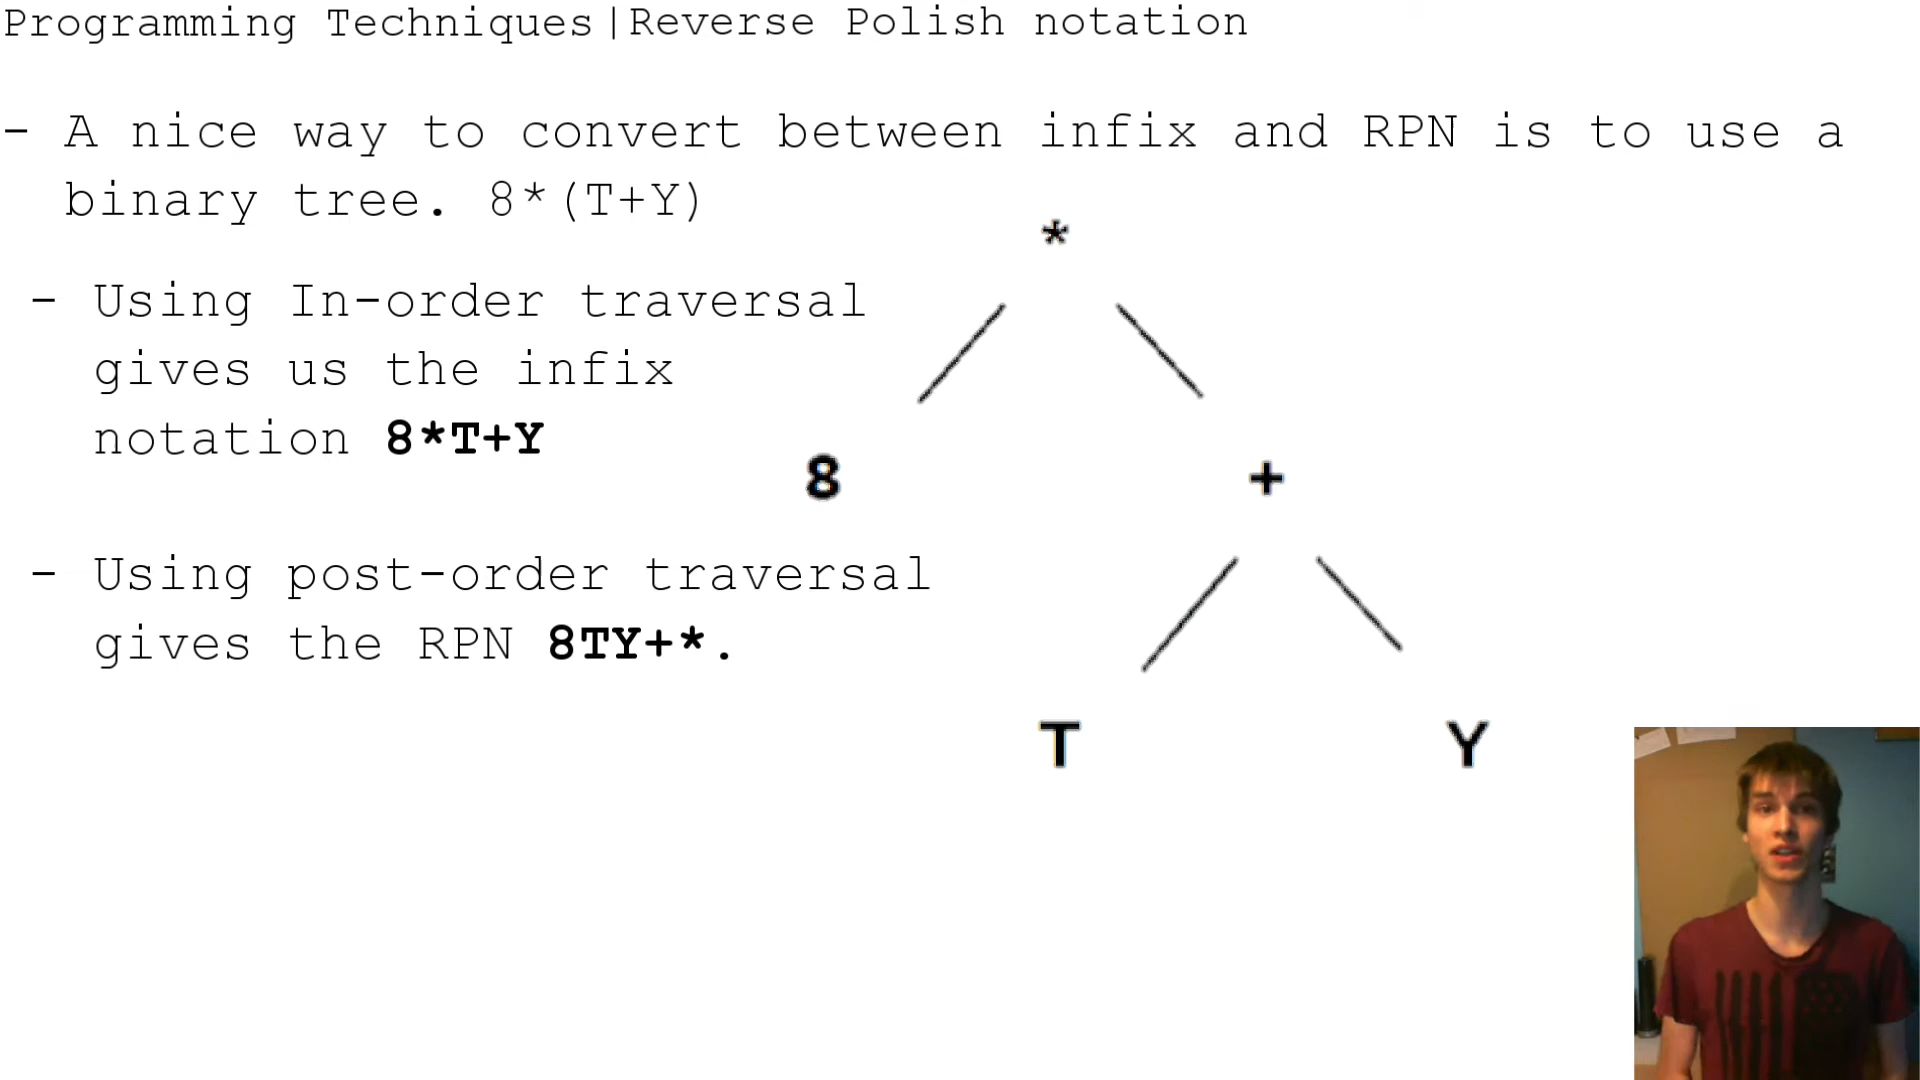 Programming Techniques|Reverse Polish notation
- A nice way to convert between infix and RPN is to use a
binary tree. 8*(T+Y)
*
- Using In-order traversal
gives us the infix
notation 8*T+Y
8 +
- Using post-order traversal
gives the RPN 8TY+*.
T Y